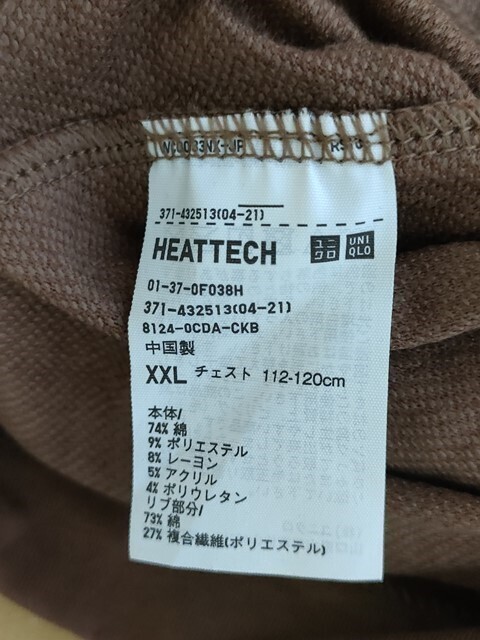 371-432513(04-21)
HEATTECH ユニクロ UNIQLO
01-37-0F038H
371-432513(04-21)
8124-0CDA-CKB
中国製
XXL チェスト 112-120cm
本体/
74% 綿
9% ポリエステル
8% レーヨン
5% アクリル
4% ポリウレタン
リブ部分/
73% 綿
27% 複合繊維(ポリエステル)